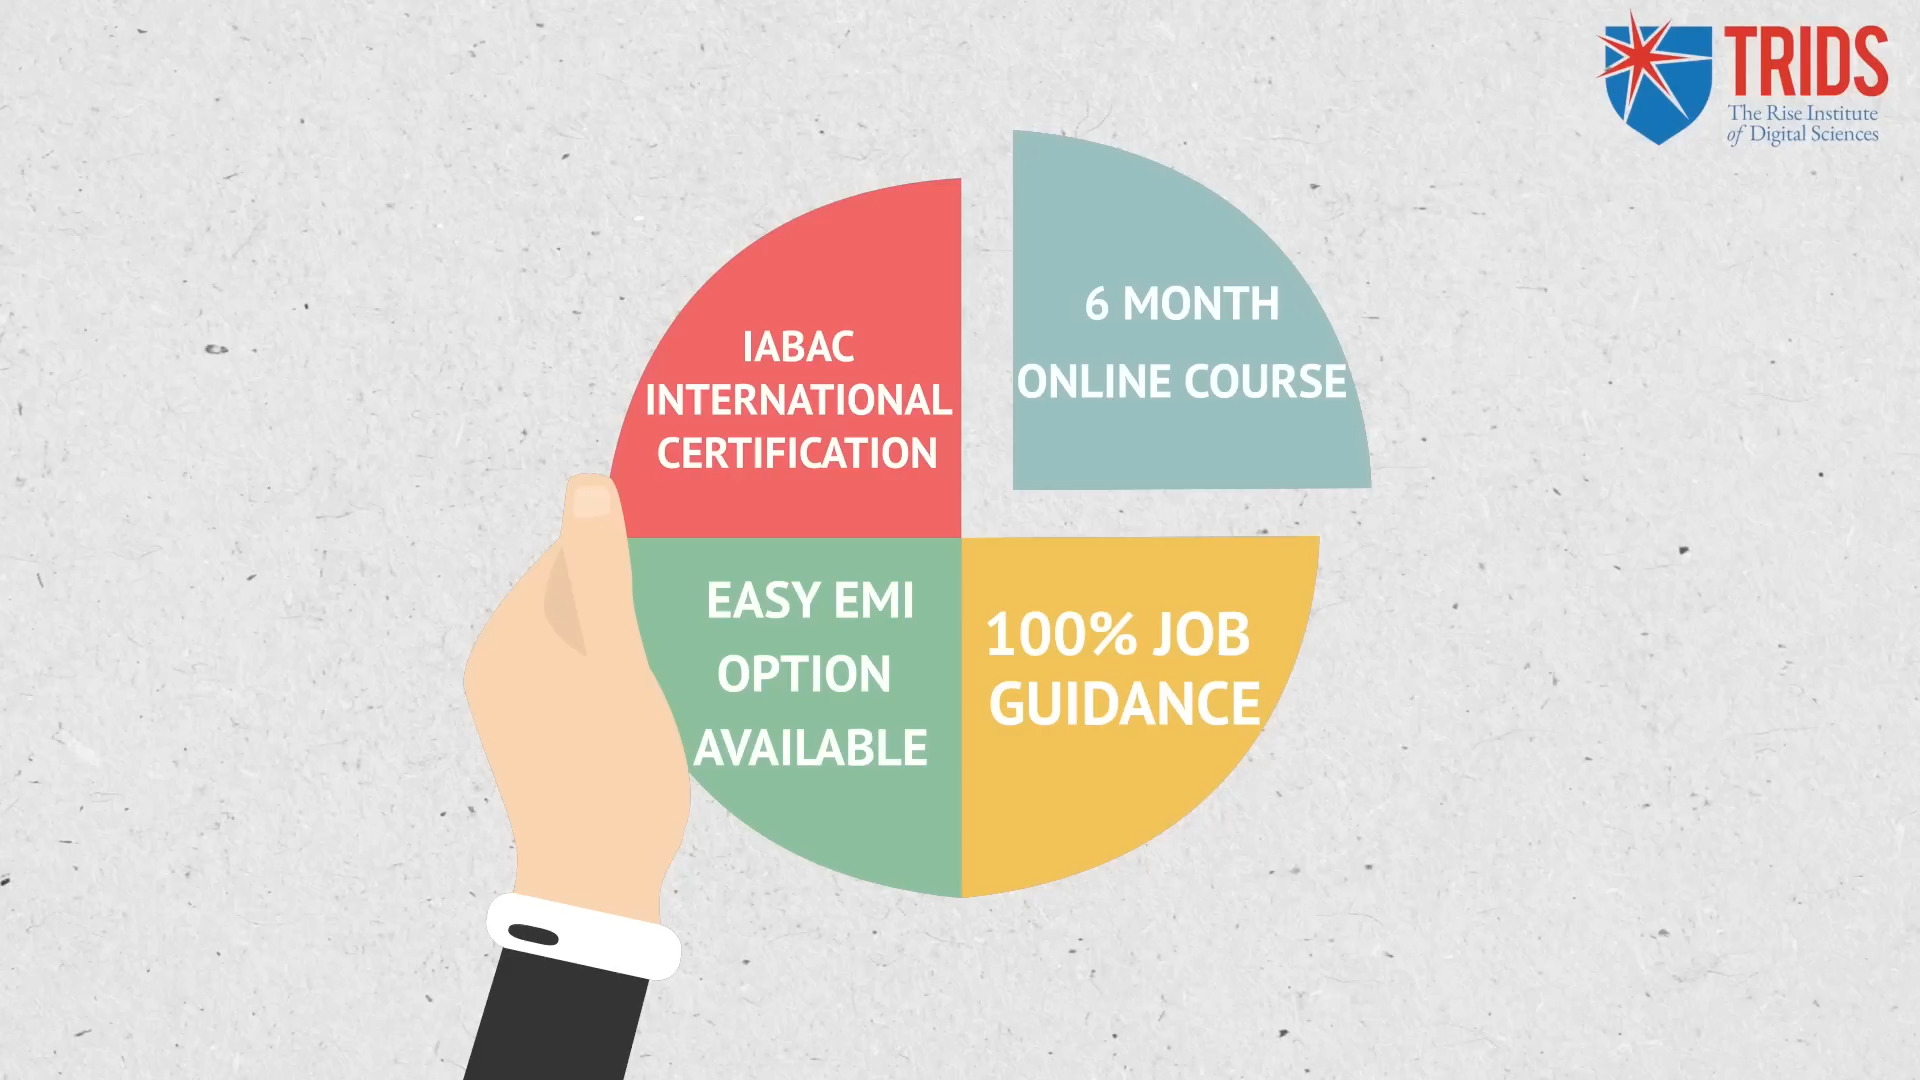 TRIDS
The Rise Institute
of Digital Sciences
IABAC
INTERNATIONAL
CERTIFICATION
6 MONTH
ONLINE COURSE
EASY EMI
OPTION
AVAILABLE
100% JOB
GUIDANCE